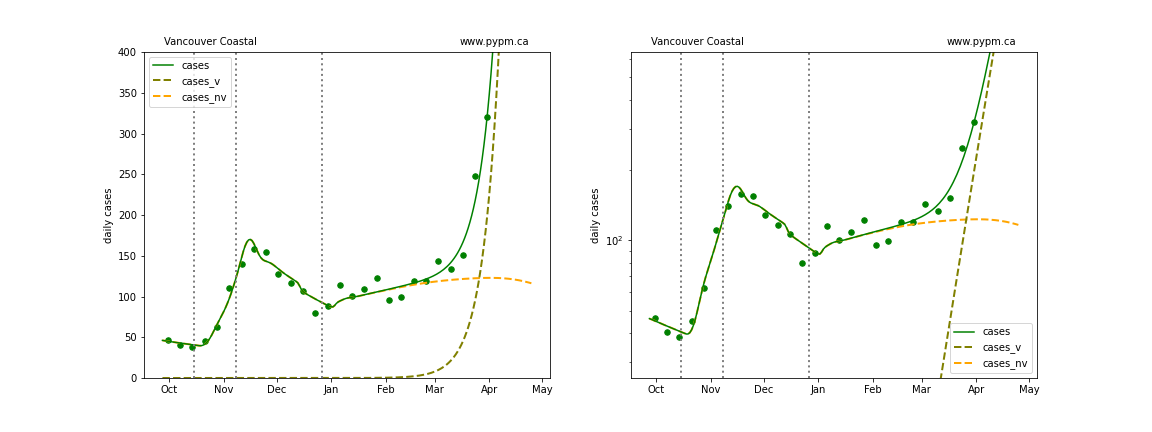 Vancouver Coastal www.pypm.ca
400
350
300
250
200
150
100
50
0
daily cases
cases
cases_v
cases_nv
Oct Nov Dec Jan Feb Mar Apr May
Vancouver Coastal www.pypm.ca
10²
daily cases
cases
cases_v
cases_nv
Oct Nov Dec Jan Feb Mar Apr May